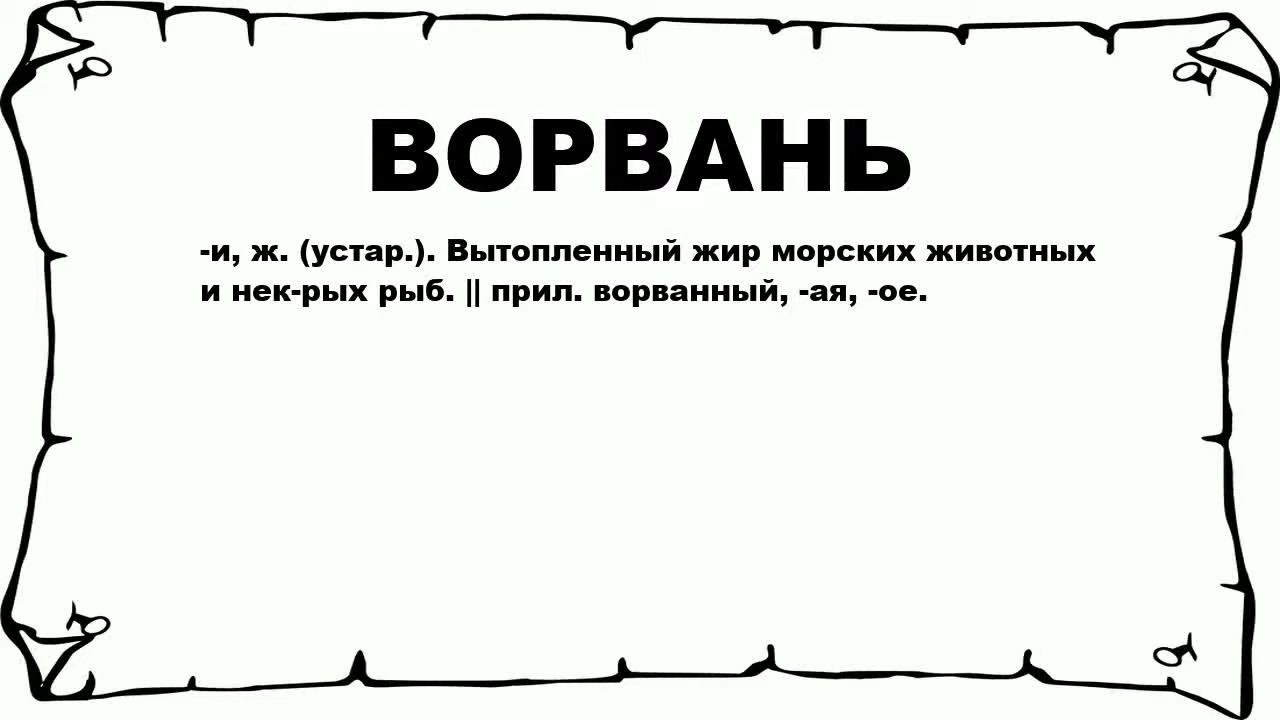 ВОРВАНЬ
-и, ж. (устар.). Вытопленный жир морских животных
и нек-рых рыб. || прил. ворванный, -ая, -ое.